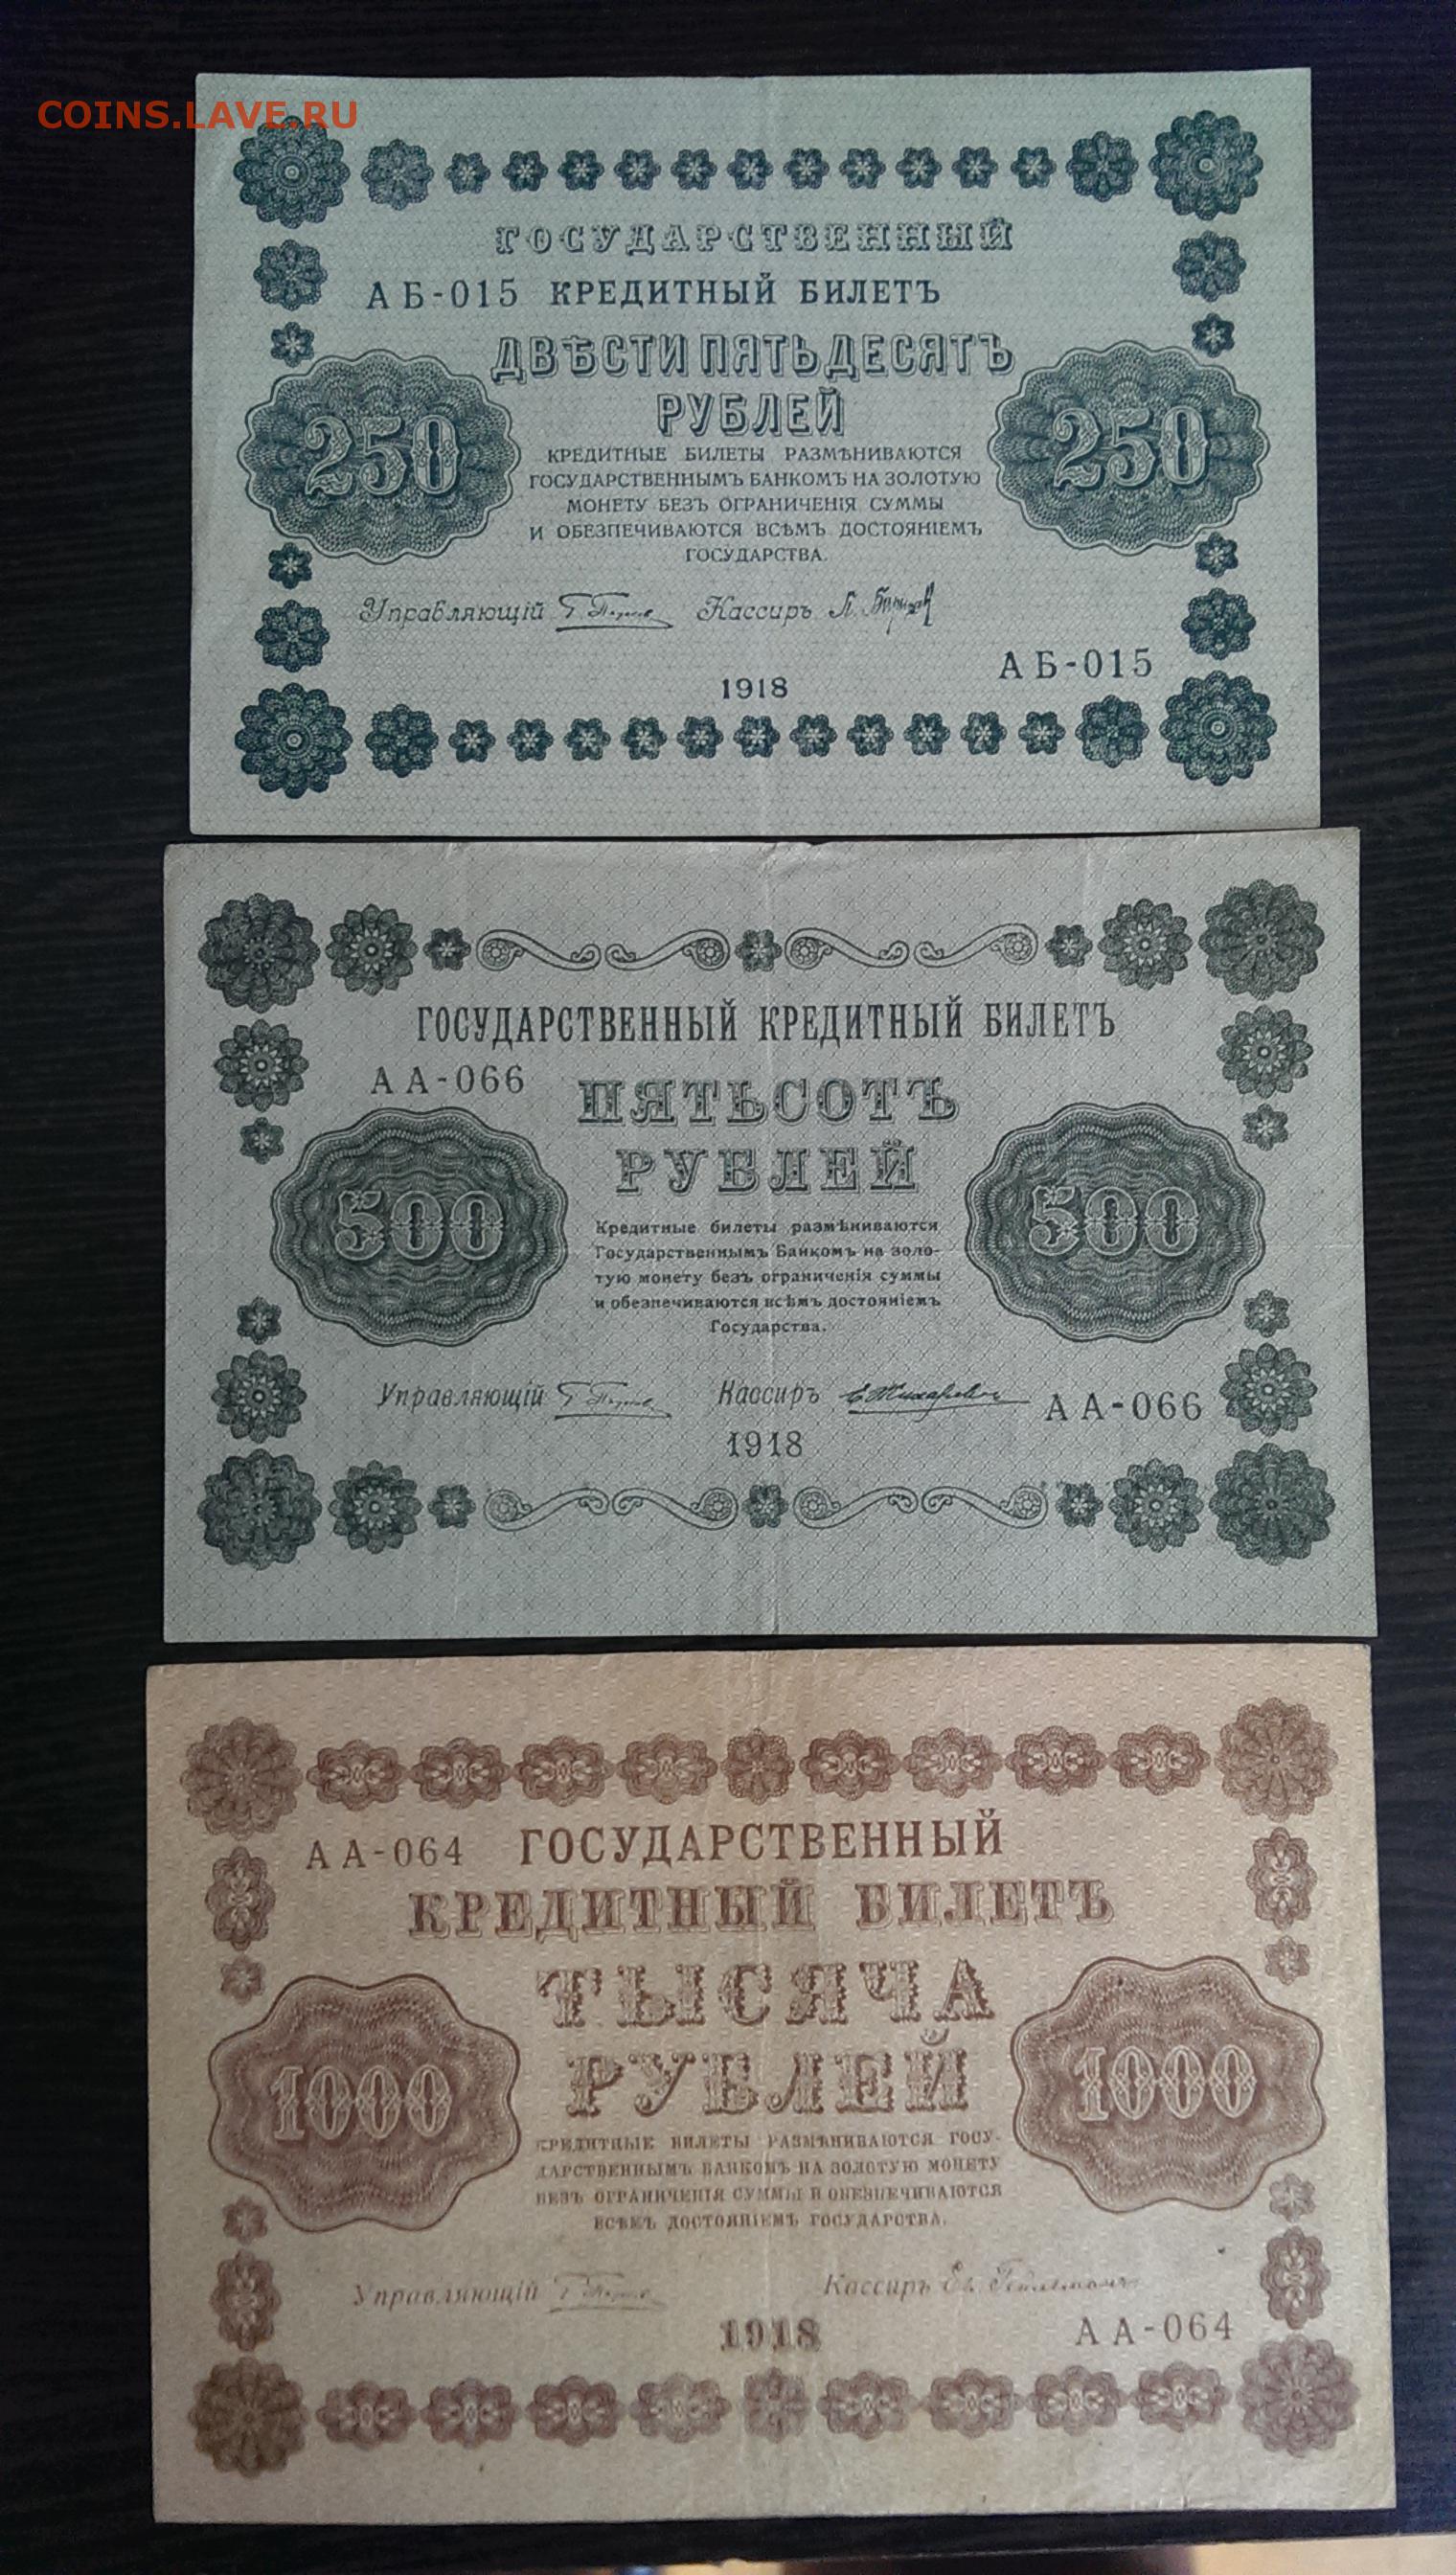 COINS.LAVE.RU
ГОСУДАРСТВЕННЫЙ
АБ-015 КРЕДИТНЫЙ БИЛЕТЪ
ДВѢСТИ ПЯТЬДЕСЯТЪ
РУБЛЕЙ
250 250
КРЕДИТНЫЕ БИЛЕТЫ РАЗМѢНИВАЮТСЯ
ГОСУДАРСТВЕННЫМЪ БАНКОМЪ НА ЗОЛОТУЮ
МОНЕТУ БЕЗЪ ОГРАНИЧЕНІЯ СУММЫ
И ОБЕЗПЕЧИВАЮТСЯ ВСѢМЪ ДОСТОЯНІЕМЪ
ГОСУДАРСТВА.
Управляющій Кассиръ
АБ-015
1918
ГОСУДАРСТВЕННЫЙ КРЕДИТНЫЙ БИЛЕТЪ
АА-066 ПЯТЬСОТЪ
РУБЛЕЙ
500 500
Кредитные билеты размѣниваются
Государственнымъ Банкомъ на золо-
тую монету безъ ограниченія суммы
и обезпечиваются всѣмъ достояніемъ
Государства.
Управляющій Кассиръ АА-066
1918
АА-064 ГОСУДАРСТВЕННЫЙ
КРЕДИТНЫЙ БИЛЕТЪ
ТЫСЯЧА
РУБЛЕЙ
1000 1000
КРЕДИТНЫЕ БИЛЕТЫ РАЗМѢНИВАЮТСЯ ГОСУ-
ДАРСТВЕННЫМЪ БАНКОМЪ НА ЗОЛОТУЮ МОНЕТУ
БЕЗЪ ОГРАНИЧЕНІЯ СУММЫ И ОБЕЗПЕЧИВАЮТСЯ
ВСѢМЪ ДОСТОЯНІЕМЪ ГОСУДАРСТВА.
Управляющій Кассиръ
1918 АА-064